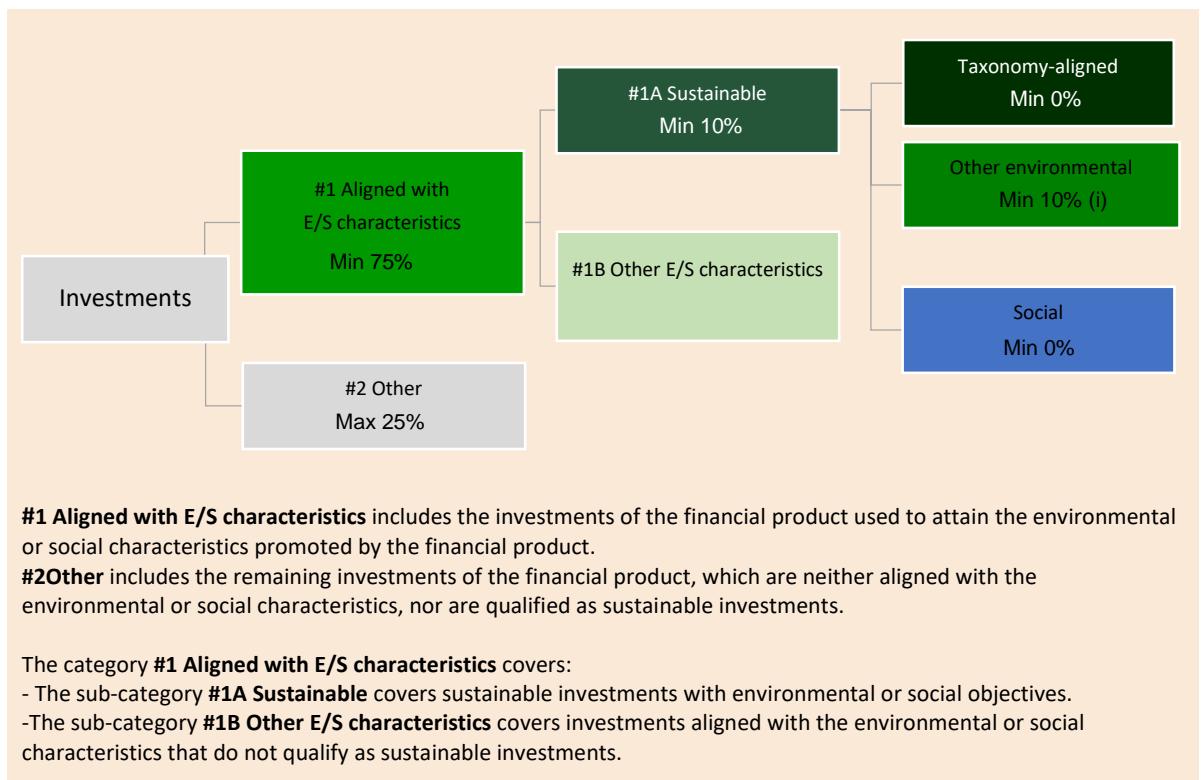 Investments
#1 Aligned with
E/S characteristics
Min 75%
#2 Other
Max 25%
#1A Sustainable
Min 10%
#1B Other E/S characteristics
Taxonomy-aligned
Min 0%
Other environmental
Min 10% (i)
Social
Min 0%
#1 Aligned with E/S characteristics includes the investments of the financial product used to attain the environmental
or social characteristics promoted by the financial product.
#2Other includes the remaining investments of the financial product, which are neither aligned with the
environmental or social characteristics, nor are qualified as sustainable investments.
The category #1 Aligned with E/S characteristics covers:
- The sub-category #1A Sustainable covers sustainable investments with environmental or social objectives.
-The sub-category #1B Other E/S characteristics covers investments aligned with the environmental or social
characteristics that do not qualify as sustainable investments.